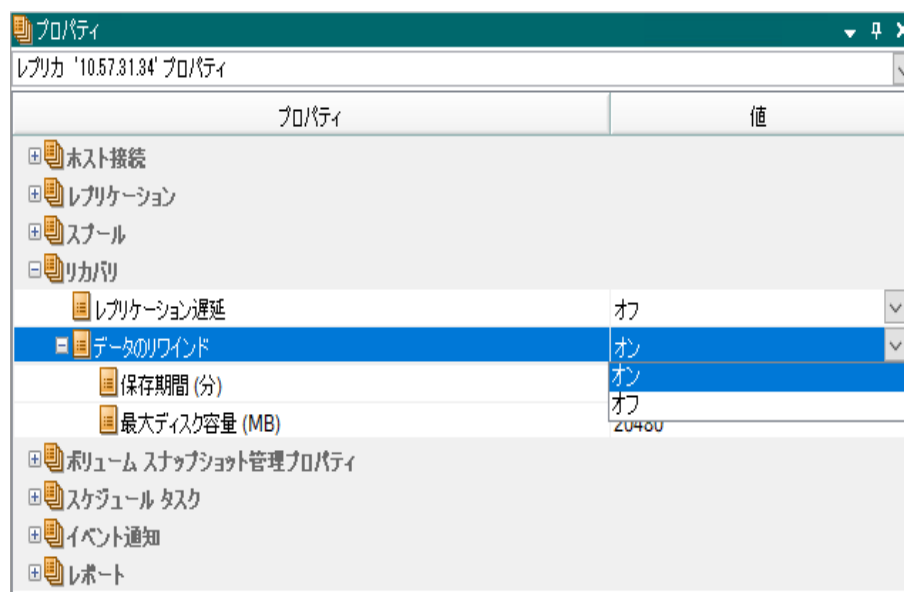 プロパティ
レプリカ '10.57.31.34' プロパティ
プロパティ 値
ホスト接続
レプリケーション
スプール
リカバリ
レプリケーション遅延 オフ
データのリワインド オン
保存期間 (分) オン
オフ
最大ディスク容量 (MB) 20480
ボリューム スナップショット管理プロパティ
スケジュール タスク
イベント通知
レポート